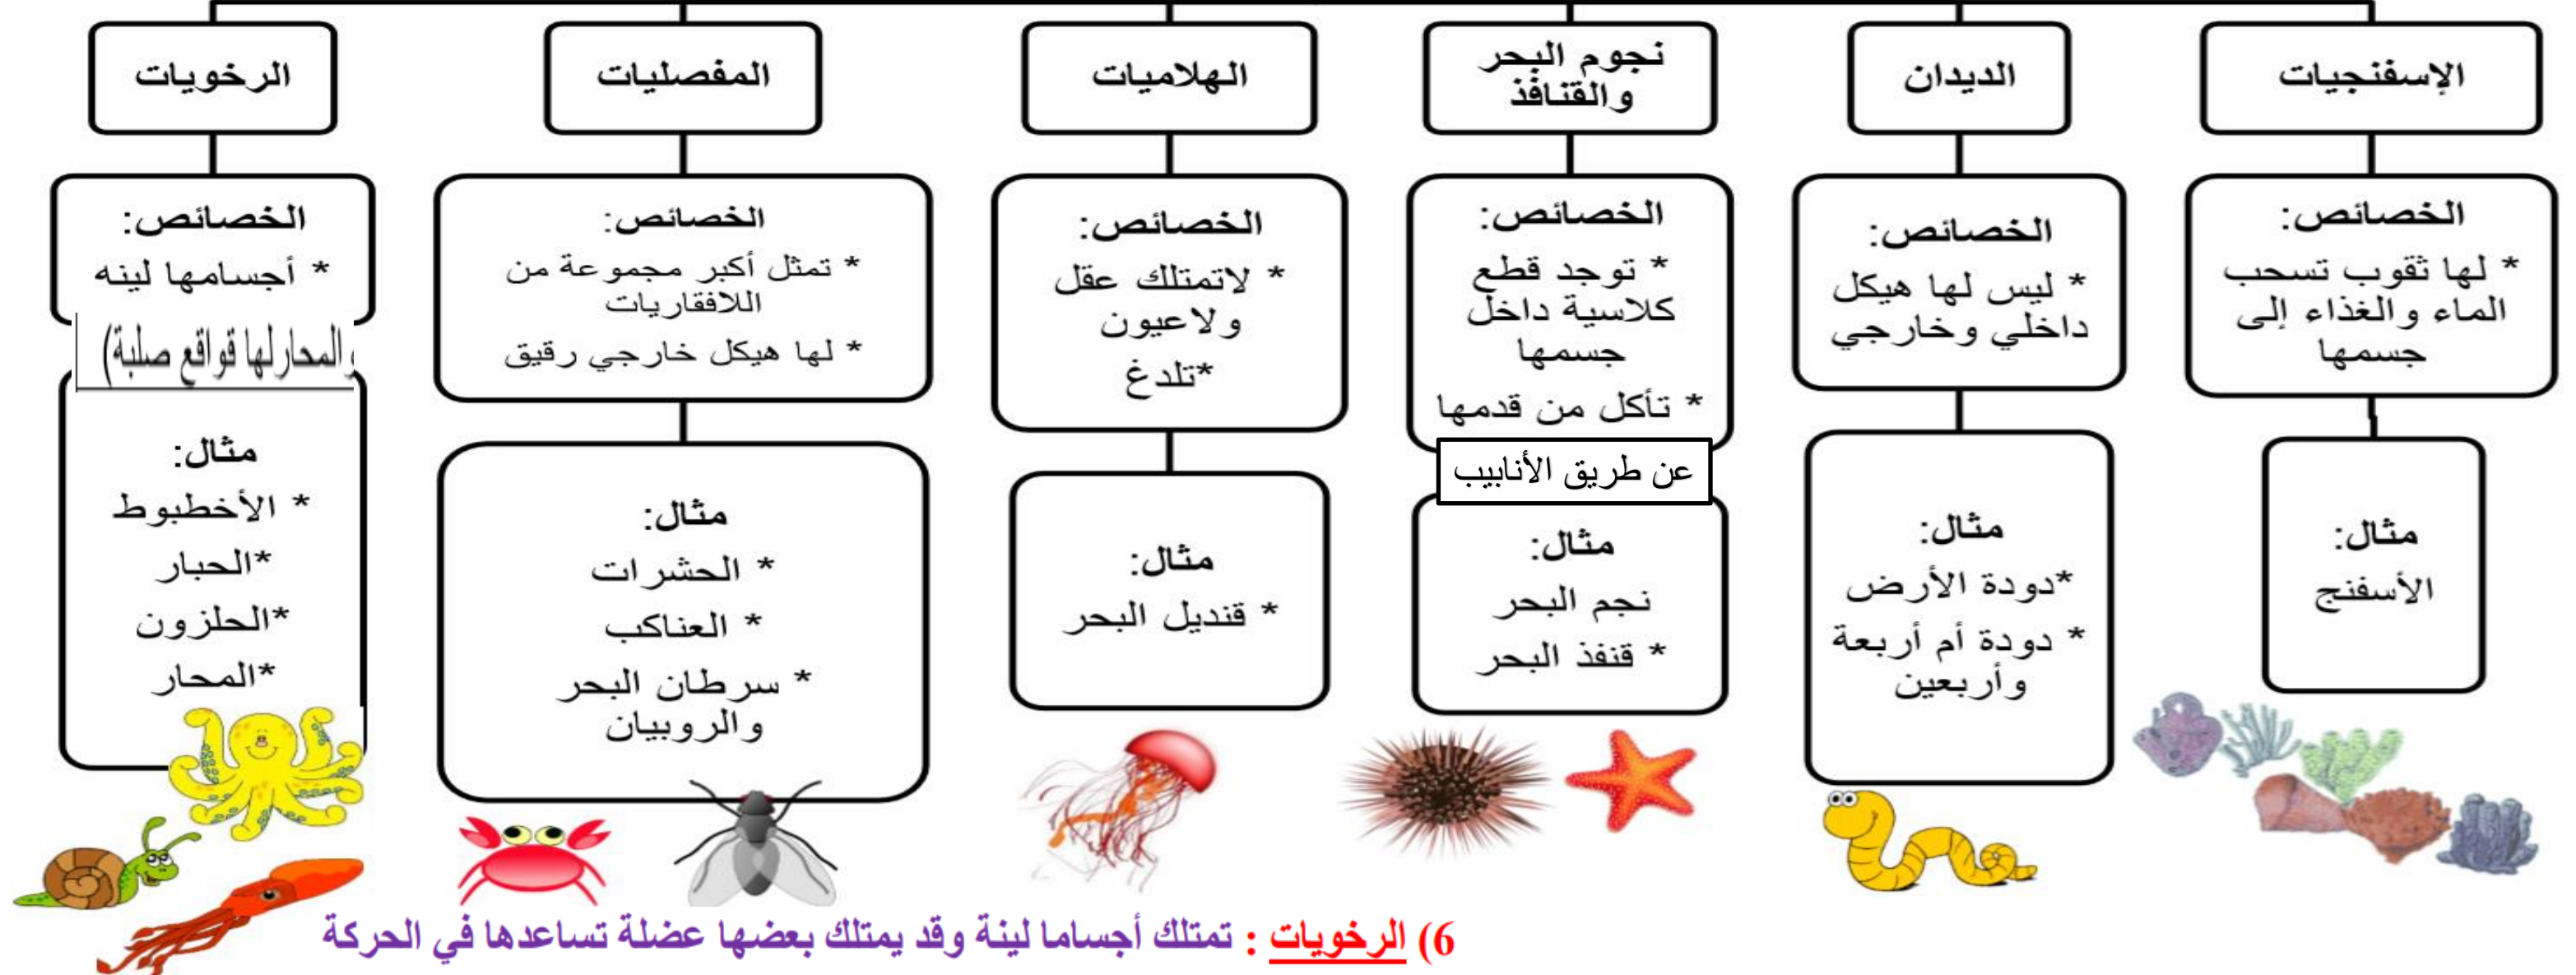 الإسفنجيات
الخصائص:
* لها ثقوب تسحب
الماء والغذاء إلى
جسمها
مثال:
الأسفنج
الديدان
الخصائص:
* ليس لها هيكل
داخلي وخارجي
مثال:
*دودة الأرض
* دودة أم أربعة
وأربعين
نجوم البحر
والقنافذ
الخصائص:
* توجد قطع
كلاسية داخل
جسمها
* تأكل من قدمها
عن طريق الأنابيب
مثال:
نجم البحر
* قنفذ البحر
الهلاميات
الخصائص:
* لاتمتلك عقل
ولاعيون
*تلدغ
مثال:
* قنديل البحر
المفصليات
الخصائص:
* تمثل أكبر مجموعة من
اللافقاريات
* لها هيكل خارجي رقيق
مثال:
* الحشرات
* العناكب
* سرطان البحر
والروبيان
الرخويات
الخصائص:
* أجسامها لينه
والمحارلها قواقع صلبة)
مثال:
* الأخطبوط
*الحبار
*الحلزون
*المحار
6) الرخويات : تمتلك أجساما لينة وقد يمتلك بعضها عضلة تساعدها في الحركة